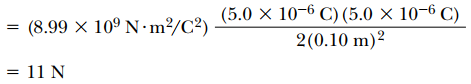 = (8.99 × 10⁹ N·m²/C²) (5.0 × 10⁻⁶ C)(5.0 × 10⁻⁶ C) / 2(0.10 m)²
= 11 N